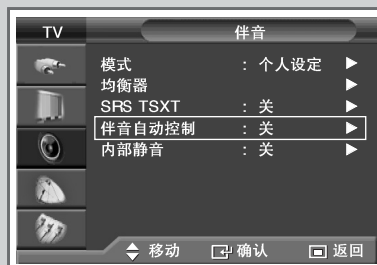 TV 伴音
模式 : 个人设定
均衡器
SRS TSXT : 关
伴音自动控制 : 关
内部静音 : 关
移动 确认 返回